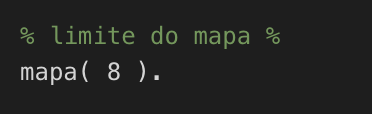 % limite do mapa %
mapa( 8 ).